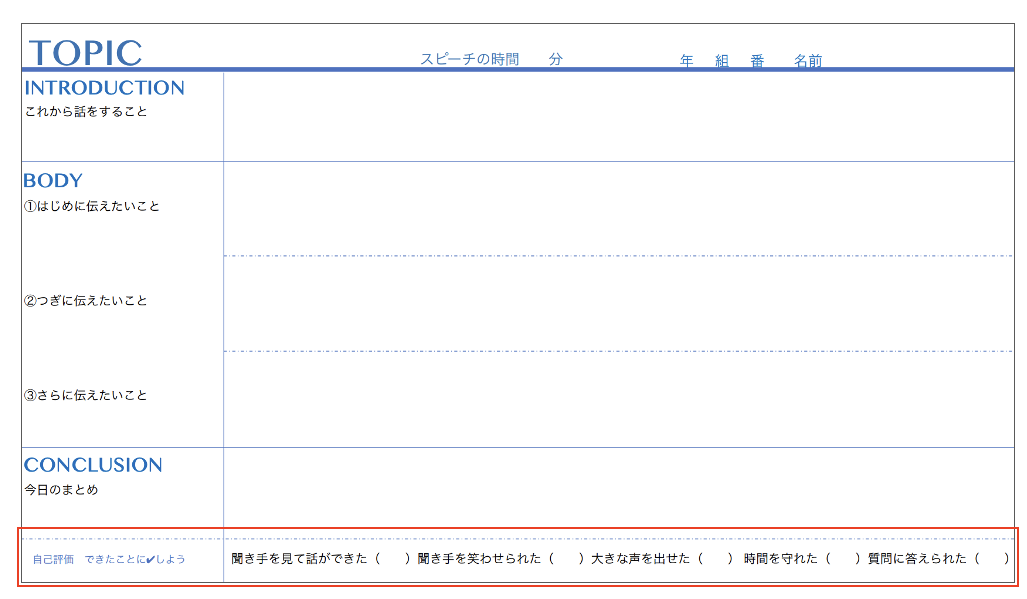 TOPIC スピーチの時間 分 年 組 番 名前
INTRODUCTION
これから話をすること
BODY
①はじめに伝えたいこと
②つぎに伝えたいこと
③さらに伝えたいこと
CONCLUSION
今日のまとめ
自己評価 できたことに✔しよう 聞き手を見て話ができた（ ）聞き手を笑わせられた（ ）大きな声を出せた（ ） 時間を守れた（ ）質問に答えられた（ ）